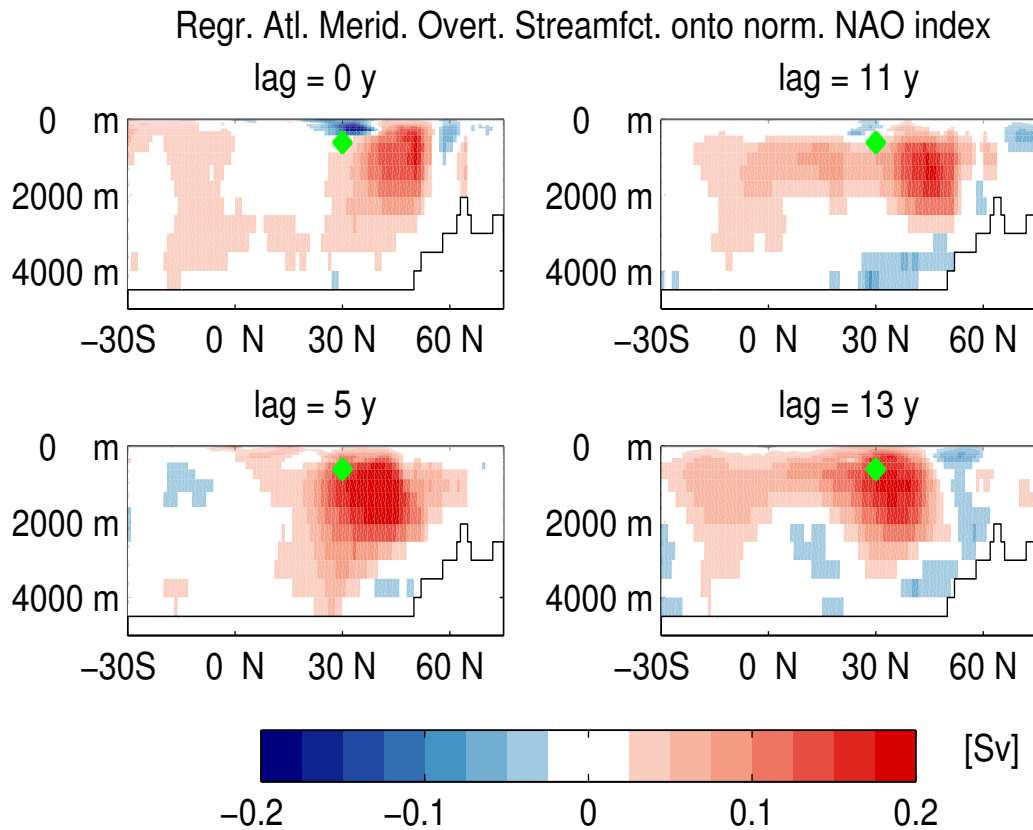 Regr. Atl. Merid. Overt. Streamfct. onto norm. NAO index
lag = 0 y
0 m
2000 m
4000 m
−30S 0 N 30 N 60 N
lag = 11 y
0 m
2000 m
4000 m
−30S 0 N 30 N 60 N
lag = 5 y
0 m
2000 m
4000 m
−30S 0 N 30 N 60 N
lag = 13 y
0 m
2000 m
4000 m
−30S 0 N 30 N 60 N
[Sv]
−0.2 −0.1 0 0.1 0.2